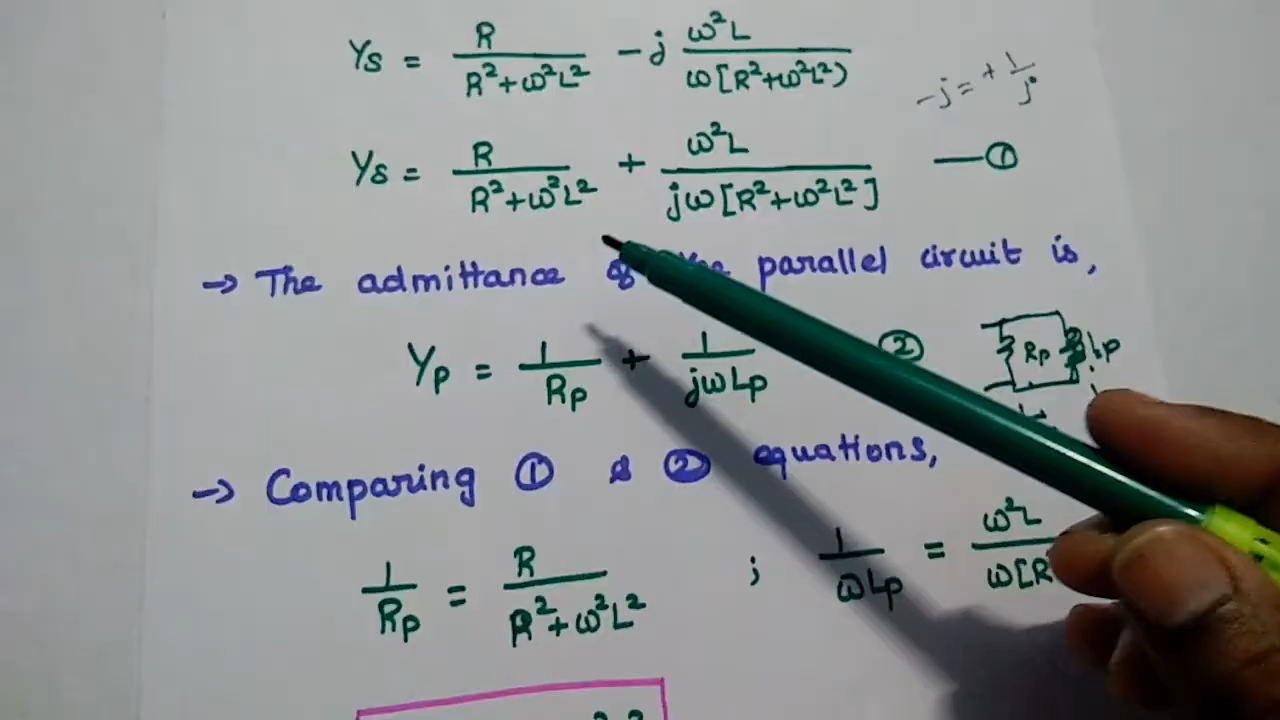 Ys = R / (R²+ω²L²) - j ω²L / (ω[R²+ω²L²])
-j = + 1/j
Ys = R / (R²+ω²L²) + ω²L / (jω[R²+ω²L²]) — ①
→ The admittance parallel circuit is,
Yp = 1/Rp + 1/(jωLp) ②
Rp Lp
→ Comparing ① & ② equations,
1/Rp = R / (R²+ω²L²) ; 1/(ωLp) = ω²L / (ω[R